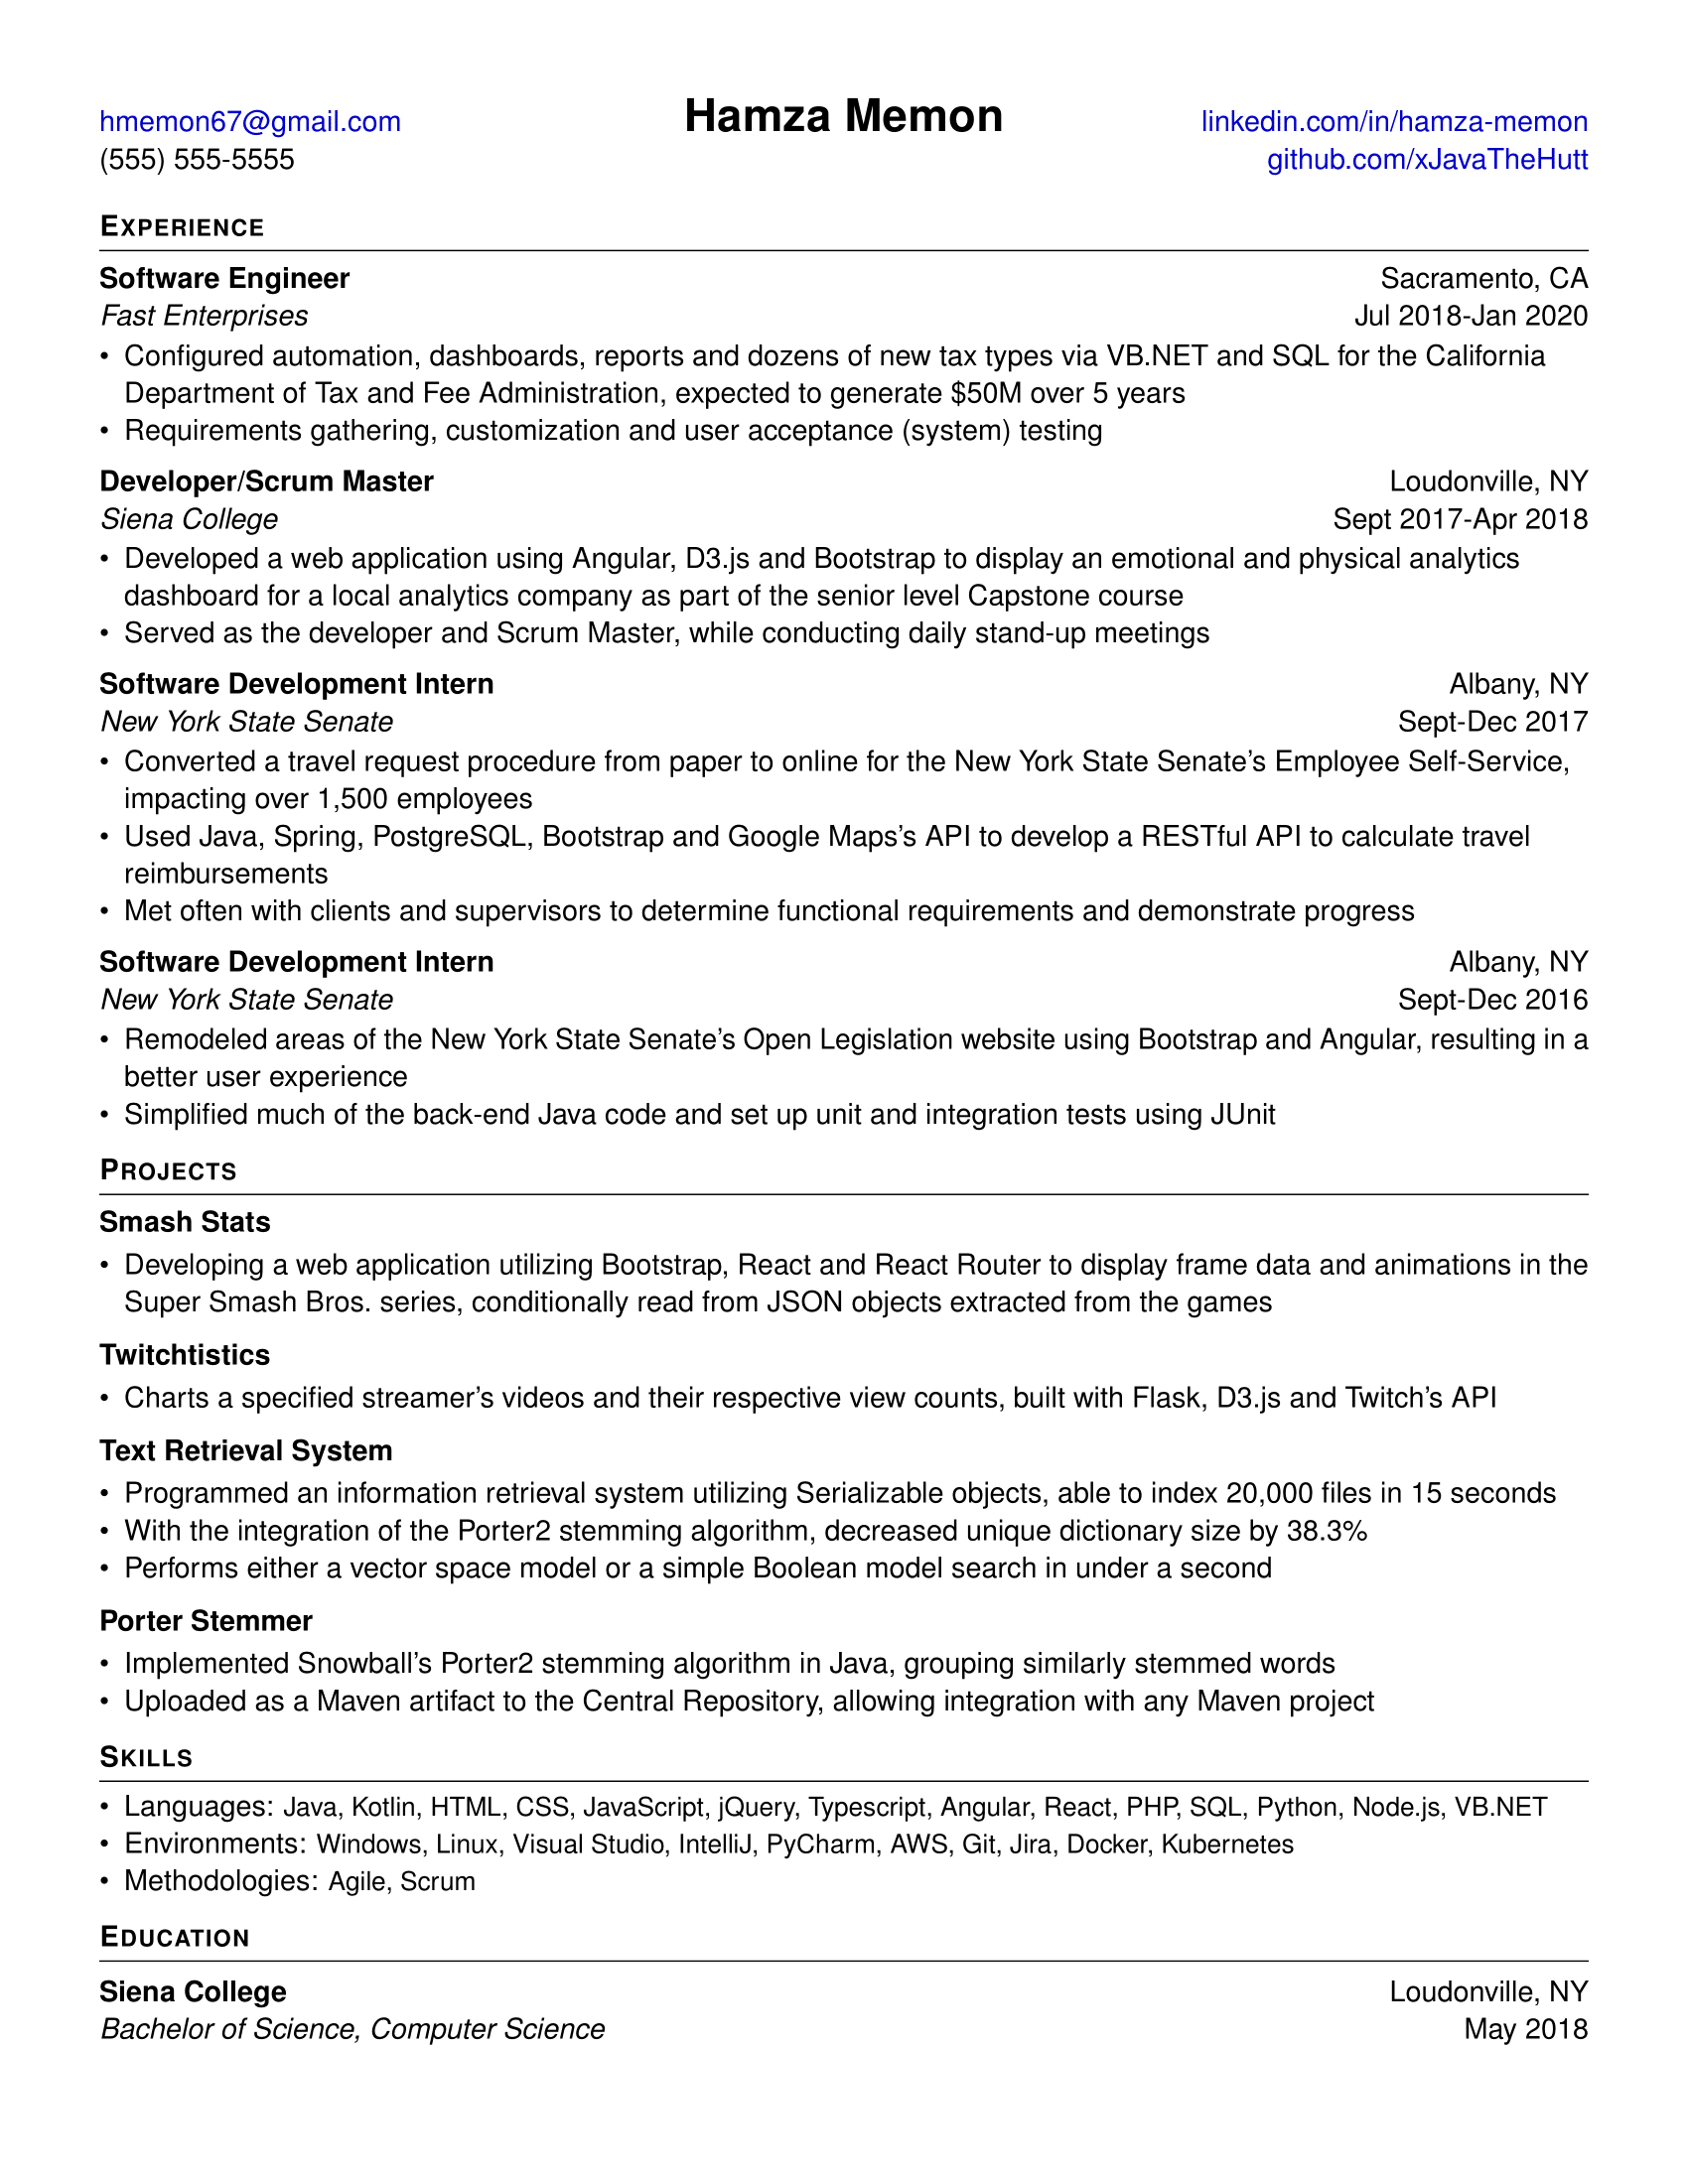 hmemon67@gmail.com
Hamza Memon
linkedin.com/in/hamza-memon
(555) 555-5555
github.com/xJavaTheHutt
EXPERIENCE
Software Engineer Sacramento, CA
Fast Enterprises Jul 2018-Jan 2020
• Configured automation, dashboards, reports and dozens of new tax types via VB.NET and SQL for the California
Department of Tax and Fee Administration, expected to generate $50M over 5 years
• Requirements gathering, customization and user acceptance (system) testing
Developer/Scrum Master Loudonville, NY
Siena College Sept 2017-Apr 2018
• Developed a web application using Angular, D3.js and Bootstrap to display an emotional and physical analytics
dashboard for a local analytics company as part of the senior level Capstone course
• Served as the developer and Scrum Master, while conducting daily stand-up meetings
Software Development Intern Albany, NY
New York State Senate Sept-Dec 2017
• Converted a travel request procedure from paper to online for the New York State Senate's Employee Self-Service,
impacting over 1,500 employees
• Used Java, Spring, PostgreSQL, Bootstrap and Google Maps's API to develop a RESTful API to calculate travel
reimbursements
• Met often with clients and supervisors to determine functional requirements and demonstrate progress
Software Development Intern Albany, NY
New York State Senate Sept-Dec 2016
• Remodeled areas of the New York State Senate's Open Legislation website using Bootstrap and Angular, resulting in a
better user experience
• Simplified much of the back-end Java code and set up unit and integration tests using JUnit
PROJECTS
Smash Stats
• Developing a web application utilizing Bootstrap, React and React Router to display frame data and animations in the
Super Smash Bros. series, conditionally read from JSON objects extracted from the games
Twitchtistics
• Charts a specified streamer's videos and their respective view counts, built with Flask, D3.js and Twitch's API
Text Retrieval System
• Programmed an information retrieval system utilizing Serializable objects, able to index 20,000 files in 15 seconds
• With the integration of the Porter2 stemming algorithm, decreased unique dictionary size by 38.3%
• Performs either a vector space model or a simple Boolean model search in under a second
Porter Stemmer
• Implemented Snowball's Porter2 stemming algorithm in Java, grouping similarly stemmed words
• Uploaded as a Maven artifact to the Central Repository, allowing integration with any Maven project
SKILLS
• Languages: Java, Kotlin, HTML, CSS, JavaScript, jQuery, Typescript, Angular, React, PHP, SQL, Python, Node.js, VB.NET
• Environments: Windows, Linux, Visual Studio, IntelliJ, PyCharm, AWS, Git, Jira, Docker, Kubernetes
• Methodologies: Agile, Scrum
EDUCATION
Siena College Loudonville, NY
Bachelor of Science, Computer Science May 2018